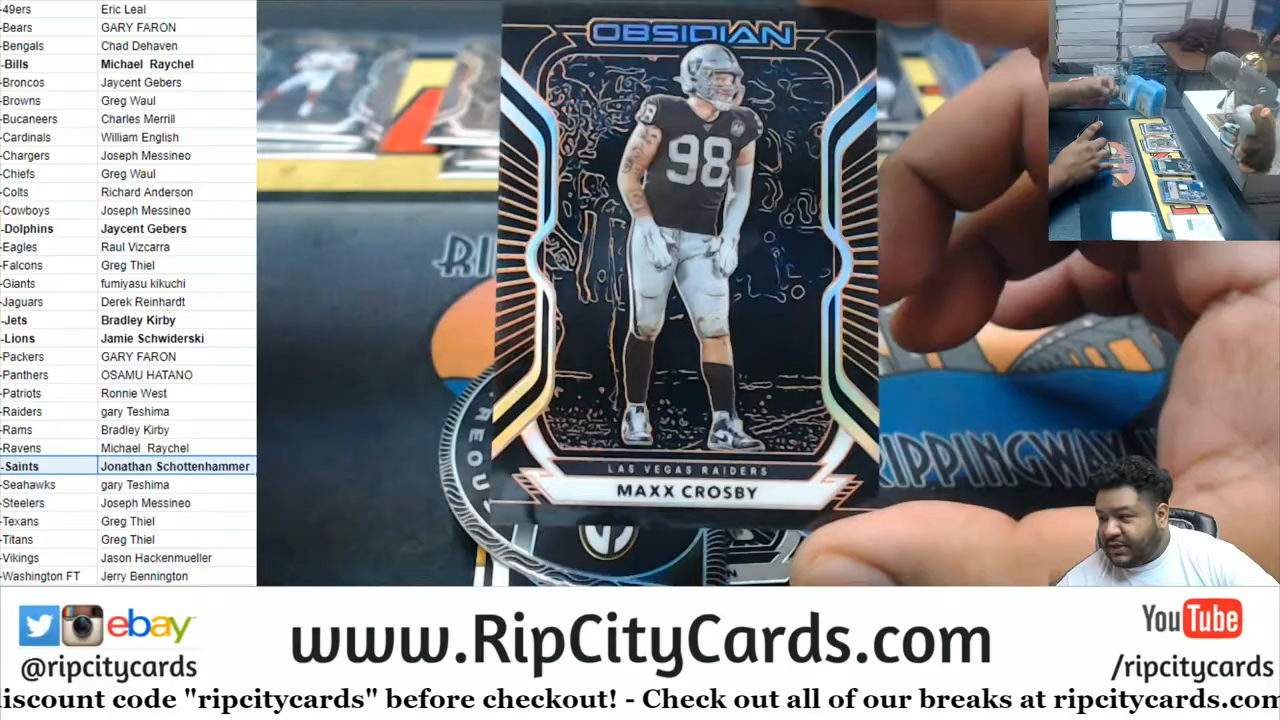 -49ers Eric Leal
-Bears GARY FARON
-Bengals Chad Dehaven
-Bills Michael Raychel
-Broncos Jaycent Gebers
-Browns Greg Waul
-Bucaneers Charles Merrill
-Cardinals William English
-Chargers Joseph Messineo
-Chiefs Greg Waul
-Colts Richard Anderson
-Cowboys Joseph Messineo
-Dolphins Jaycent Gebers
-Eagles Raul Vizcarra
-Falcons Greg Thiel
-Giants fumiyasu kikuchi
-Jaguars Derek Reinhardt
-Jets Bradley Kirby
-Lions Jamie Schwiderski
-Packers GARY FARON
-Panthers OSAMU HATANO
-Patriots Ronnie West
-Raiders gary Teshima
-Rams Bradley Kirby
-Ravens Michael Raychel
-Saints Jonathan Schottenhammer
-Seahawks gary Teshima
-Steelers Joseph Messineo
-Texans Greg Thiel
-Titans Greg Thiel
-Vikings Jason Hackenmueller
-Washington FT Jerry Bennington
OBSIDIAN
98
98
LAS VEGAS RAIDERS
MAXX CROSBY
RI
REQU
RIPPINGWAX
ebay
@ripcitycards
www.RipCityCards.com
YouTube
/ripcitycards
iscount code "ripcitycards" before checkout! - Check out all of our breaks at ripcitycards.com